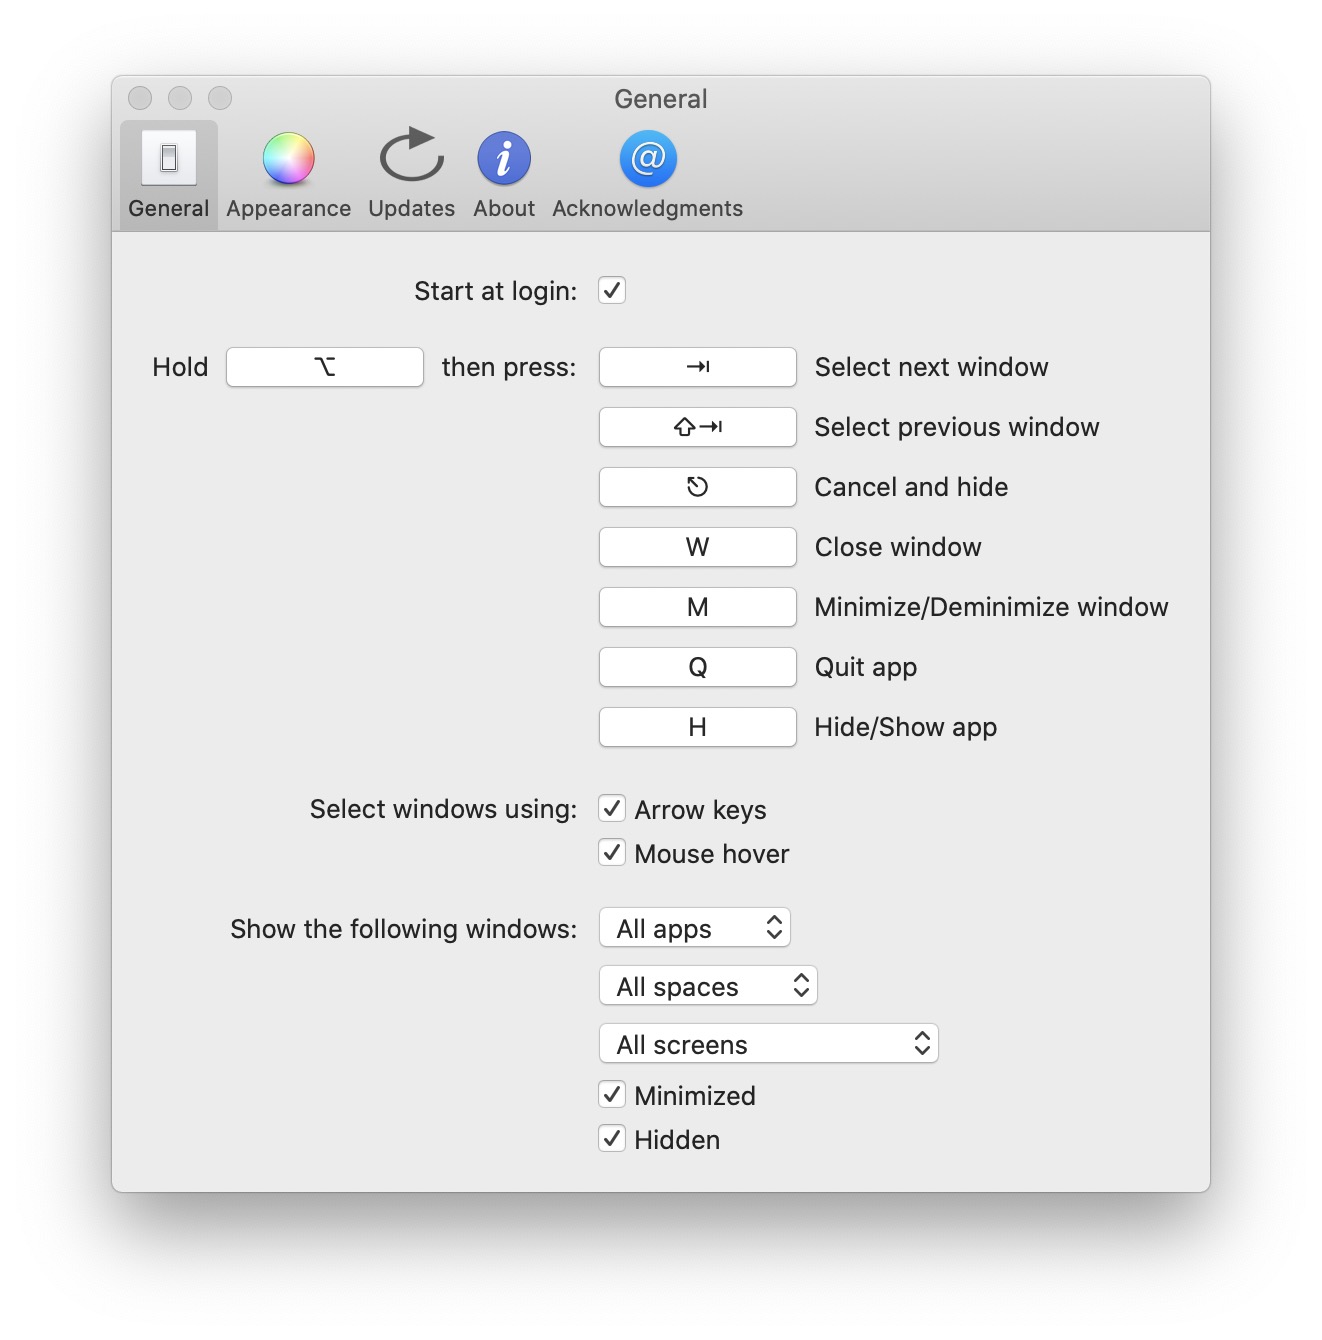 General
General Appearance Updates About Acknowledgments
Start at login:
Hold ⌥ then press: ⇥ Select next window
⇧⇥ Select previous window
⎋ Cancel and hide
W Close window
M Minimize/Deminimize window
Q Quit app
H Hide/Show app
Select windows using: Arrow keys
Mouse hover
Show the following windows: All apps
All spaces
All screens
Minimized
Hidden